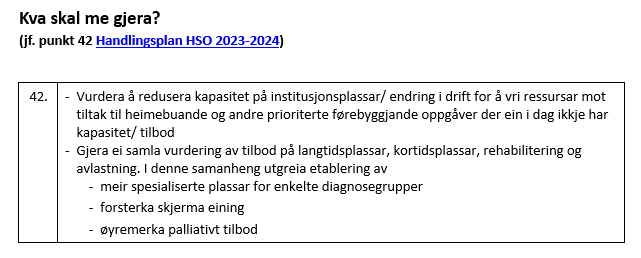 Kva skal me gjera?
(jf. punkt 42 Handlingsplan HSO 2023-2024)
42. - Vurdera å redusera kapasitet på institusjonsplassar/ endring i drift for å vri ressursar mot
tiltak til heimebuande og andre prioriterte førebyggjande oppgåver der ein i dag ikkje har
kapasitet/ tilbod
- Gjera ei samla vurdering av tilbod på langtidsplassar, kortidsplassar, rehabilitering og
avlastning. I denne samanheng utgreia etablering av
- meir spesialiserte plassar for enkelte diagnosegrupper
- forsterka skjerma eining
- øyremerka palliativt tilbod